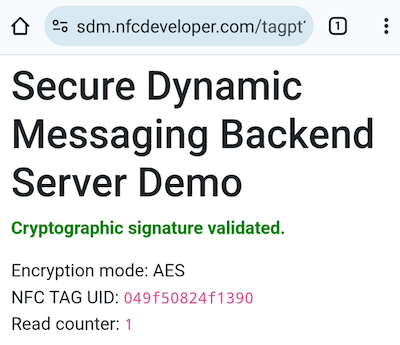 sdm.nfcdeveloper.com/tagpt
1
Secure Dynamic
Messaging Backend
Server Demo
Cryptographic signature validated.
Encryption mode: AES
NFC TAG UID: 049f50824f1390
Read counter: 1